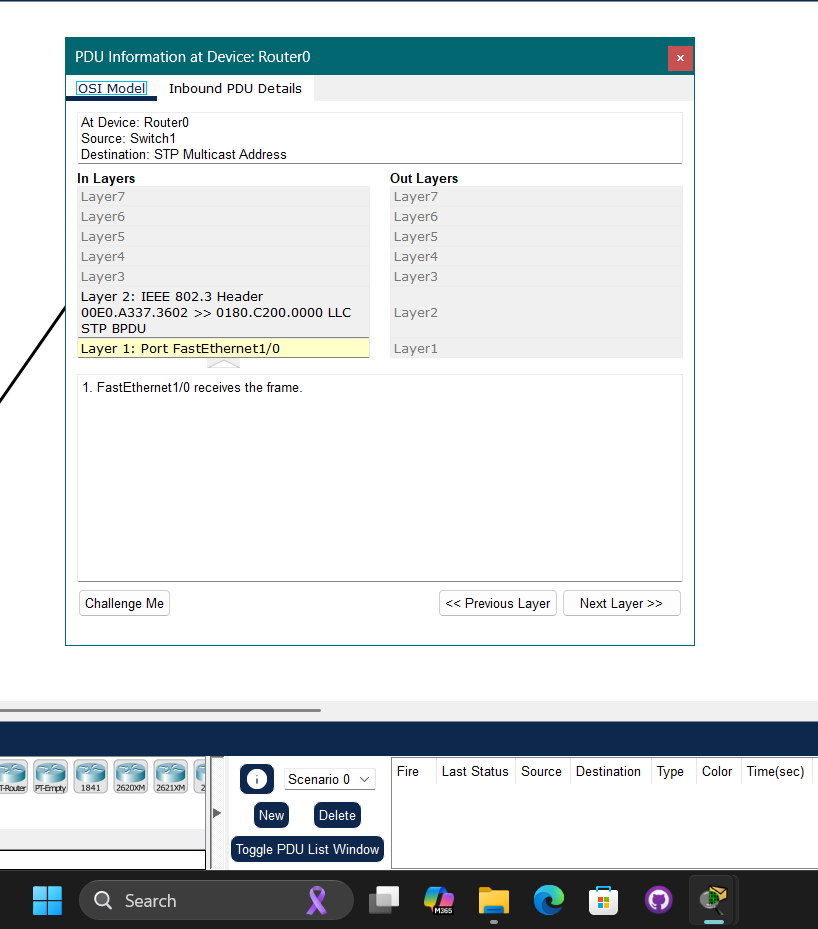 PDU Information at Device: Router0
×
OSI Model Inbound PDU Details
At Device: Router0
Source: Switch1
Destination: STP Multicast Address
In Layers
Layer7
Layer6
Layer5
Layer4
Layer3
Layer 2: IEEE 802.3 Header
00E0.A337.3602 >> 0180.C200.0000 LLC
STP BPDU
Layer 1: Port FastEthernet1/0
Out Layers
Layer7
Layer6
Layer5
Layer4
Layer3
Layer2
Layer1
1. FastEthernet1/0 receives the frame.
Challenge Me
<< Previous Layer
Next Layer >>
T-Router PT-Empty 1841 2620XM 2621XM 2
Scenario 0
New Delete
Toggle PDU List Window
Fire Last Status Source Destination Type Color Time(sec)
Search
M365